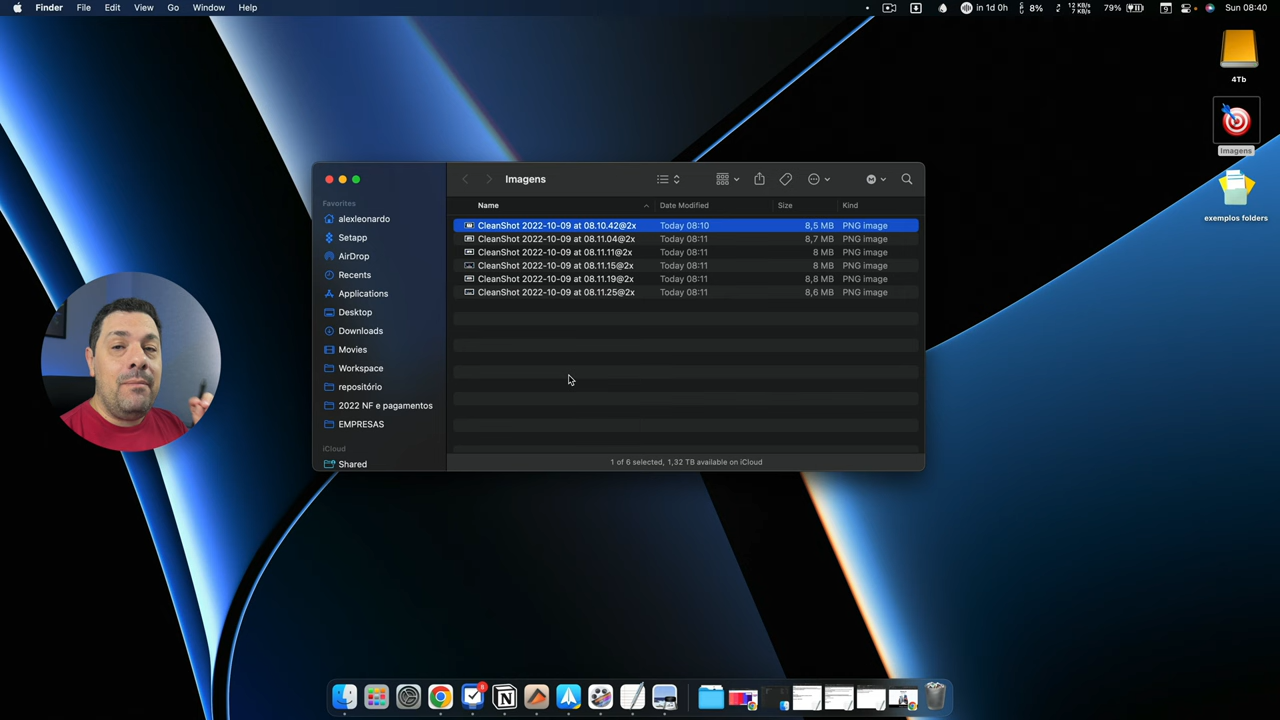 Finder File Edit View Go Window Help
in 1d 0h 8% 12 KB/s 7 KB/s 79% 9 Sun 08:40
4Tb
Imagens
exemplos folders
Imagens
Favorites
alexleonardo
Setapp
AirDrop
Recents
Applications
Desktop
Downloads
Movies
Workspace
repositório
2022 NF e pagamentos
EMPRESAS
iCloud
Shared
Name Date Modified Size Kind
CleanShot 2022-10-09 at 08.10.42@2x Today 08:10 8,5 MB PNG image
CleanShot 2022-10-09 at 08.11.04@2x Today 08:11 8,7 MB PNG image
CleanShot 2022-10-09 at 08.11.11@2x Today 08:11 8 MB PNG image
CleanShot 2022-10-09 at 08.11.15@2x Today 08:11 8 MB PNG image
CleanShot 2022-10-09 at 08.11.19@2x Today 08:11 8,8 MB PNG image
CleanShot 2022-10-09 at 08.11.25@2x Today 08:11 8,6 MB PNG image
1 of 6 selected, 1,32 TB available on iCloud